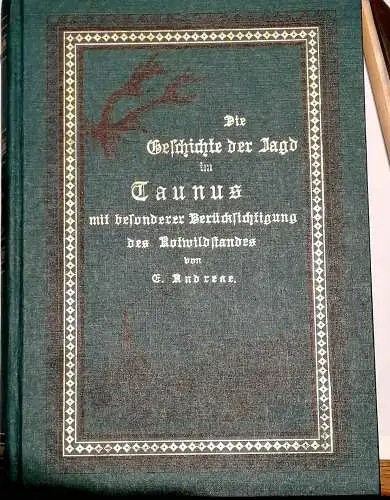 Die
Geschichte der Jagd
im
Taunus
mit besonderer Berücksichtigung
des Rotwildstandes
von
E. Andreae.